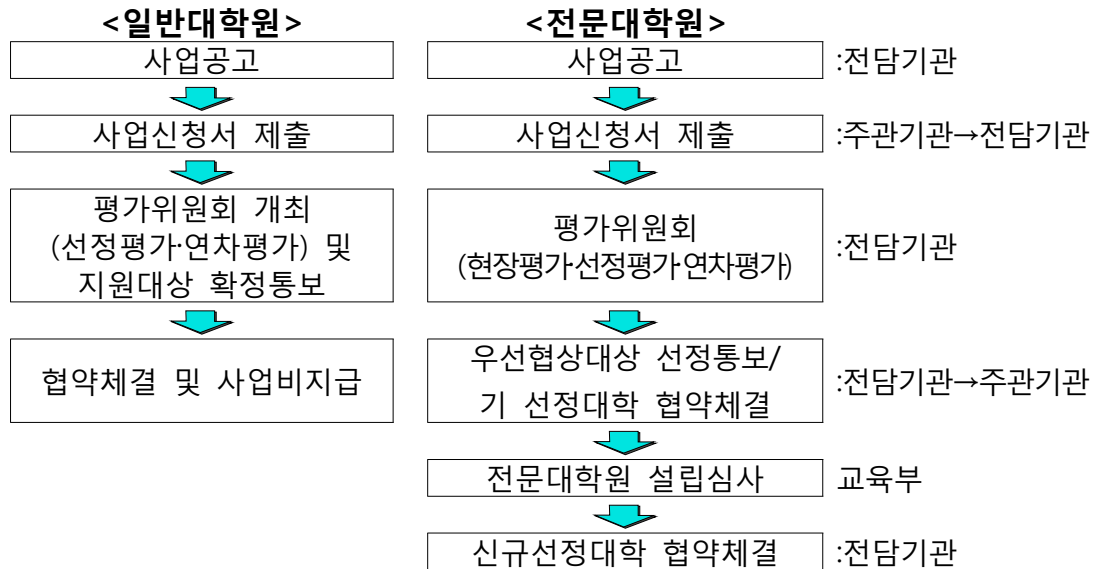 <일반대학원> <전문대학원>
사업공고 사업공고 :전담기관
사업신청서 제출 사업신청서 제출 :주관기관→전담기관
평가위원회 개최
(선정평가·연차평가) 및
지원대상 확정통보
평가위원회
(현장평가·선정평가·연차평가)
:전담기관
협약체결 및 사업비지급
우선협상대상 선정통보/
기 선정대학 협약체결
:전담기관→주관기관
전문대학원 설립심사 교육부
신규선정대학 협약체결 :전담기관